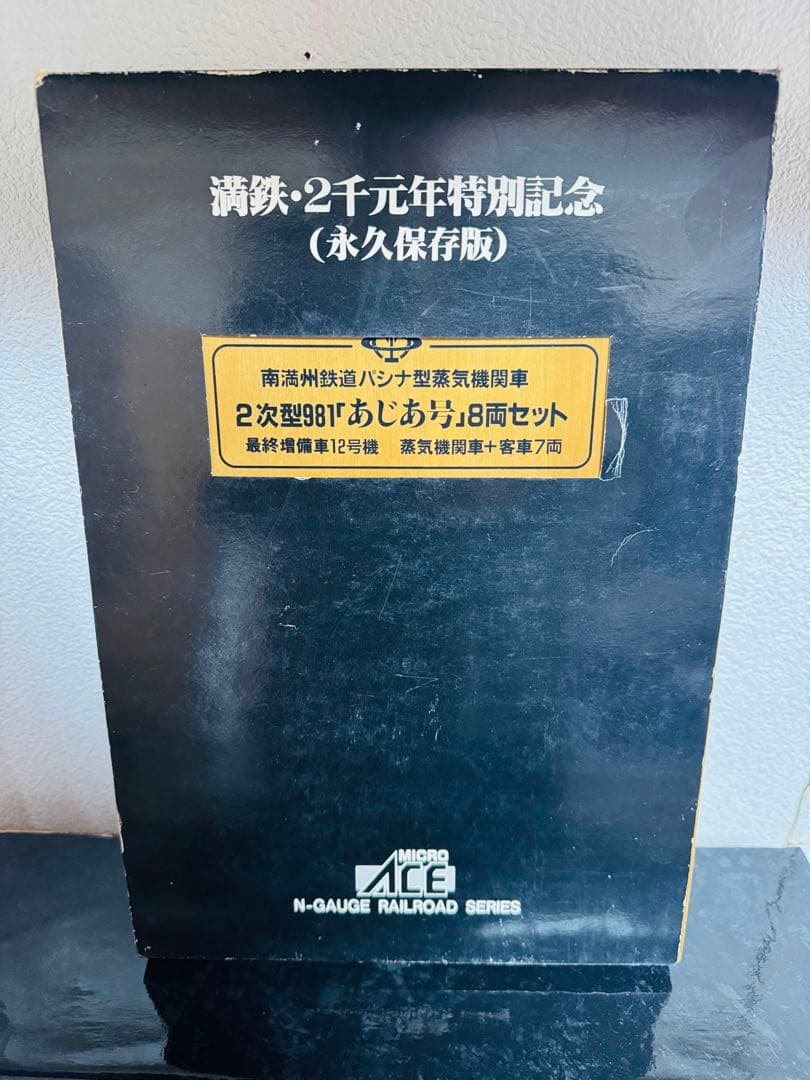 満鉄・2千元年特別記念
(永久保存版)
南満州鉄道パシナ型蒸気機関車
2次型981「あじあ号」8両セット
最終増備車12号機 蒸気機関車+客車7両
MICRO
ACE
N-GAUGE RAILROAD SERIES